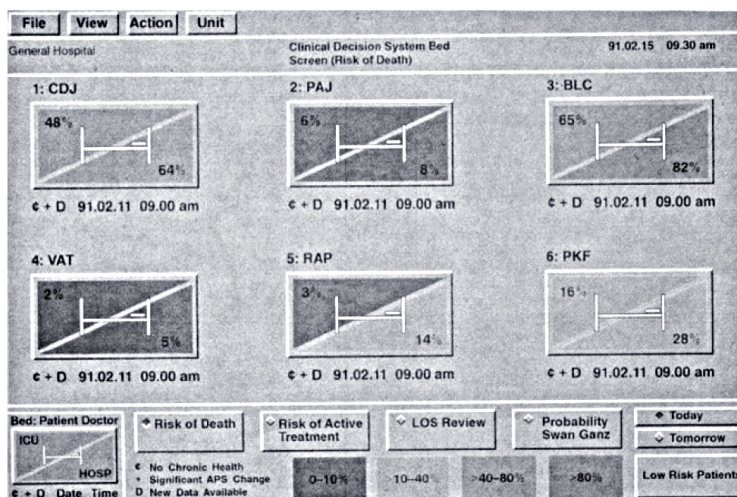 File View Action Unit
General Hospital
Clinical Decision System Bed
Screen (Risk of Death)
91.02.15 09.30 am
1: CDJ
48%
64%
¢ + D 91.02.11 09.00 am
2: PAJ
6%
8%
¢ + D 91.02.11 09.00 am
3: BLC
65%
82%
¢ + D 91.02.11 09.00 am
4: VAT
2%
5%
¢ + D 91.02.11 09.00 am
5: RAP
3%
14%
¢ + D 91.02.11 09.00 am
6: PKF
16%
28%
¢ + D 91.02.11 09.00 am
Bed: Patient Doctor
ICU
HOSP
¢ + D Date Time
Risk of Death
Risk of Active
Treatment
LOS Review
Probability
Swan Ganz
Today
Tomorrow
¢ No Chronic Health
+ Significant APS Change
D New Data Available
0–10%
>10–40%
>40–80%
>80%
Low Risk Patients